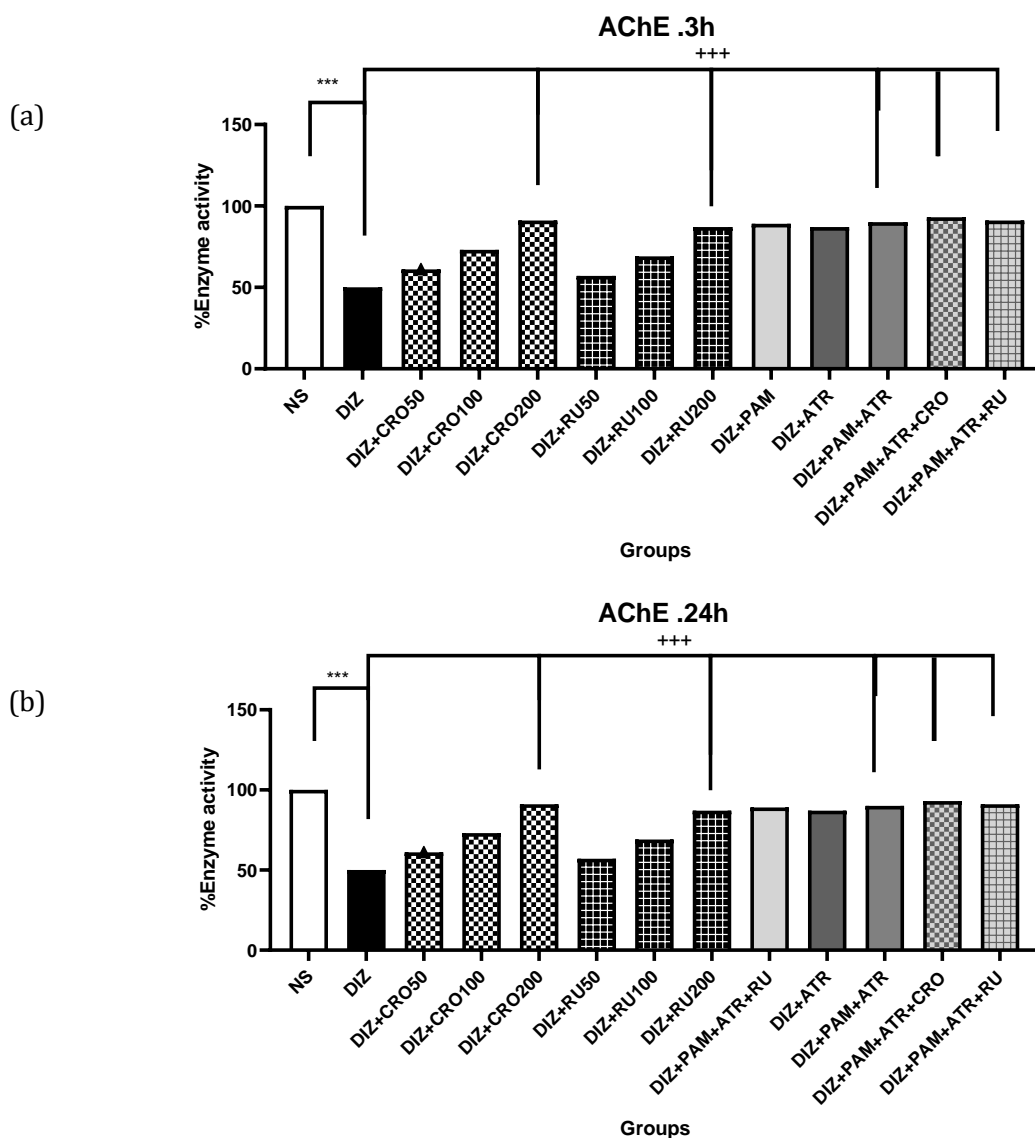 AChE .3h
+++
***
(a)
150
100
50
0
%Enzyme activity
NS
DIZ
DIZ+CRO50
DIZ+CRO100
DIZ+CRO200
DIZ+RU50
DIZ+RU100
DIZ+RU200
DIZ+PAM
DIZ+ATR
DIZ+PAM+ATR
DIZ+PAM+ATR+CRO
DIZ+PAM+ATR+RU
Groups
AChE .24h
+++
***
(b)
150
100
50
0
%Enzyme activity
NS
DIZ
DIZ+CRO50
DIZ+CRO100
DIZ+CRO200
DIZ+RU50
DIZ+RU100
DIZ+RU200
DIZ+PAM+ATR+RU
DIZ+ATR
DIZ+PAM+ATR
DIZ+PAM+ATR+CRO
DIZ+PAM+ATR+RU
Groups